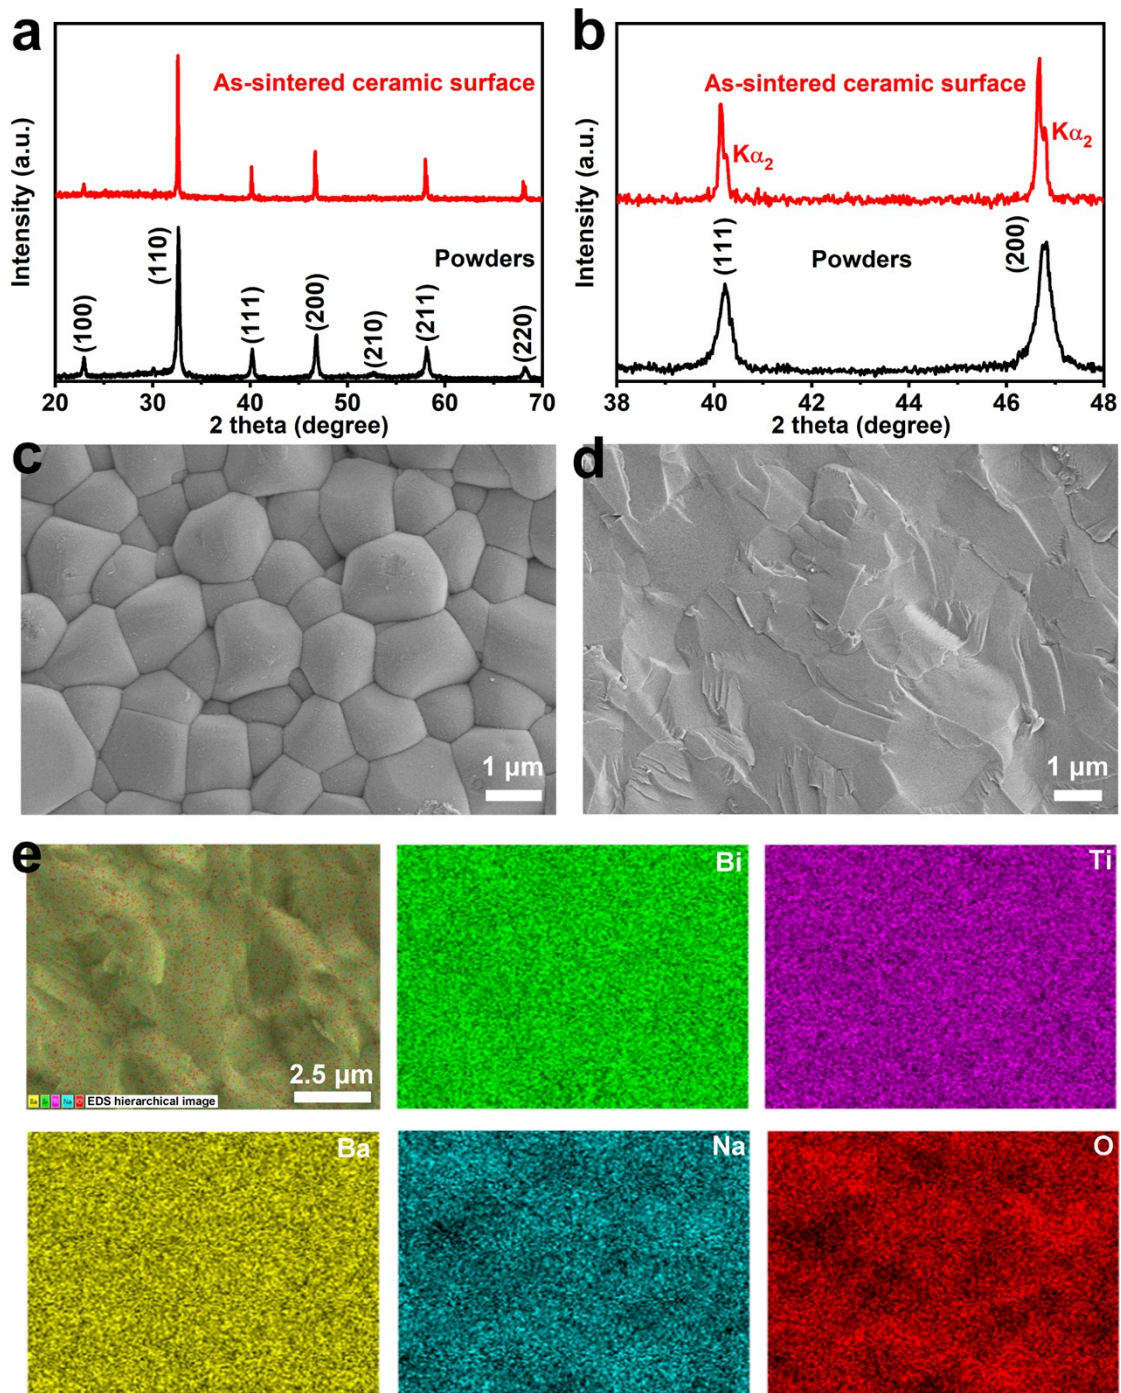 a
As-sintered ceramic surface
Powders
(100)
(110)
(111)
(200)
(210)
(211)
(220)
Intensity (a.u.)
20 30 40 50 60 70
2 theta (degree)
b
As-sintered ceramic surface
Kα₂
Kα₂
(111)
Powders
(200)
Intensity (a.u.)
38 40 42 44 46 48
2 theta (degree)
c
1 μm
d
1 μm
e
2.5 μm
EDS hierarchical image
Bi
Ti
Ba
Na
O